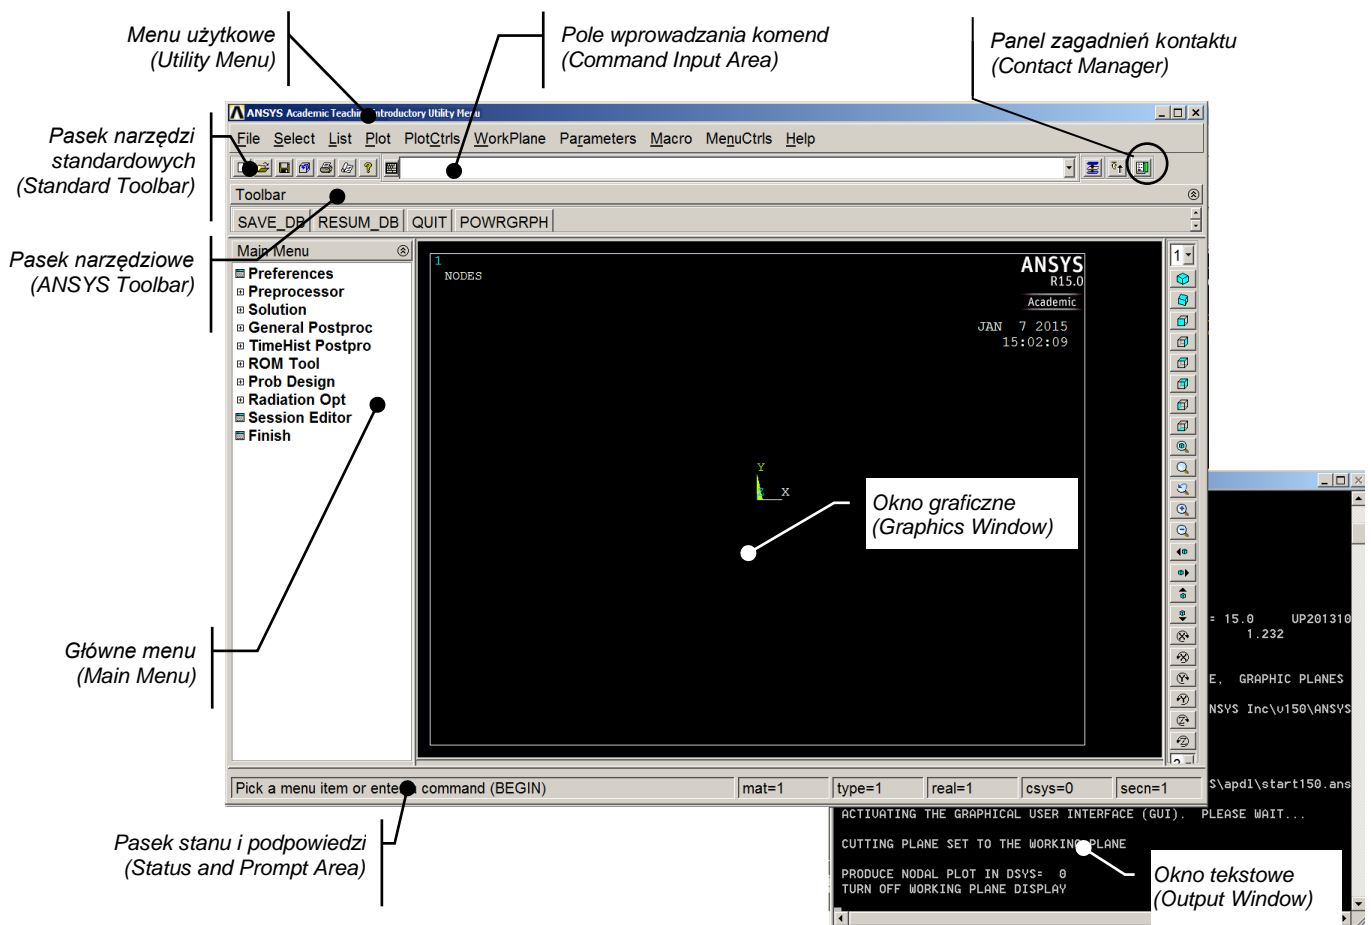 Menu użytkowe
(Utility Menu)
Pole wprowadzania komend
(Command Input Area)
Panel zagadnień kontaktu
(Contact Manager)
Pasek narzędzi
standardowych
(Standard Toolbar)
Pasek narzędziowe
(ANSYS Toolbar)
ANSYS Academic Teaching Introductory Utility Menu
File Select List Plot PlotCtrls WorkPlane Parameters Macro MenuCtrls Help
Toolbar
SAVE_DB RESUM_DB QUIT POWRGRPH
Main Menu
Preferences
Preprocessor
Solution
General Postproc
TimeHist Postpro
ROM Tool
Prob Design
Radiation Opt
Session Editor
Finish
1
NODES
ANSYS
R15.0
Academic
JAN 7 2015
15:02:09
1
Y
Z X
Okno graficzne
(Graphics Window)
Główne menu
(Main Menu)
Pick a menu item or enter a command (BEGIN) mat=1 type=1 real=1 csys=0 secn=1
Pasek stanu i podpowiedzi
(Status and Prompt Area)
= 15.0 UP201310
1.232
E, GRAPHIC PLANES
NSYS Inc\v150\ANSYS
S\apdl\start150.ans
ACTIVATING THE GRAPHICAL USER INTERFACE (GUI). PLEASE WAIT...
CUTTING PLANE SET TO THE WORKING PLANE
PRODUCE NODAL PLOT IN DSYS= 0
TURN OFF WORKING PLANE DISPLAY
Okno tekstowe
(Output Window)